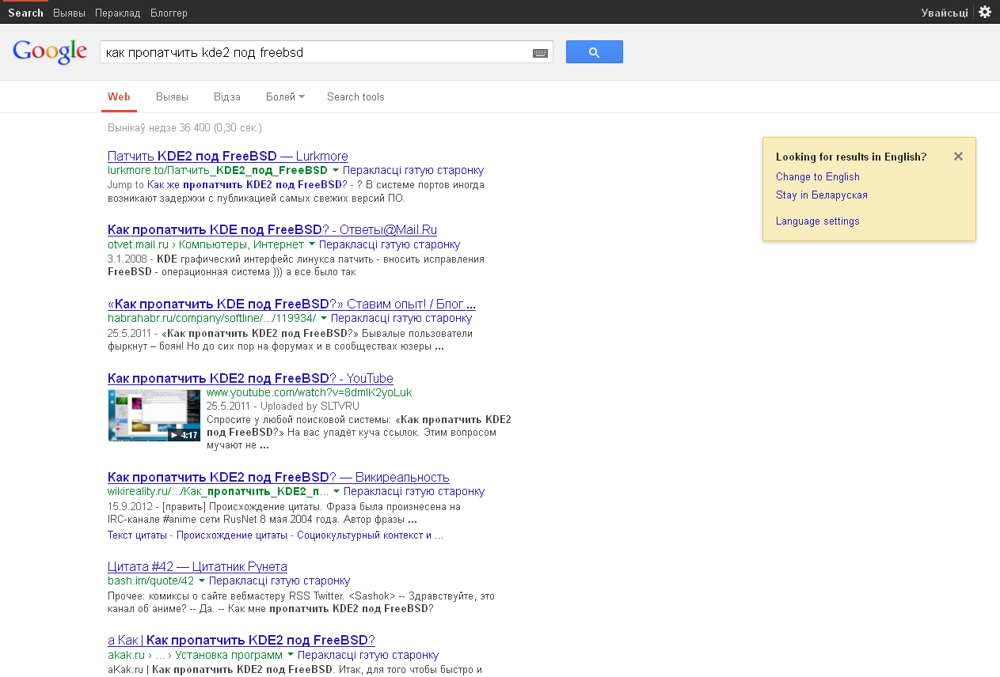 Search Выявы Пераклад Блоггер Увайсьці
Google как пропатчить kde2 под freebsd
Web Выявы Відэа Болей Search tools
Вынікаў недзе 36 400 (0,30 сек.)
Looking for results in English?
Change to English
Stay in Беларуская
Language settings
Патчить KDE2 под FreeBSD — Lurkmore
lurkmore.to/Патчить_KDE2_под_FreeBSD Перакласці гэтую старонку
Jump to Как же пропатчить KDE2 под FreeBSD? - ? В системе портов иногда
возникают задержки с публикацией самых свежих версий ПО.
Как пропатчить KDE под FreeBSD? - Ответы@Mail.Ru
otvet.mail.ru › Компьютеры, Интернет Перакласці гэтую старонку
3.1.2008 - KDE графический интерфейс линукса патчить - вносить исправления
FreeBSD - операционная система ))) а все было так
«Как пропатчить KDE под FreeBSD?» Ставим опыт! / Блог ...
habrahabr.ru/company/softline/.../119934/ Перакласці гэтую старонку
25.5.2011 - «Как пропатчить KDE2 под FreeBSD?» Бывалые пользователи
фыркнут – боян! Но до сих пор на форумах и в сообществах юзеры ...
Как пропатчить KDE2 под FreeBSD? - YouTube
www.youtube.com/watch?v=8dmIK2yoLuk
25.5.2011 - Uploaded by SLTVRU
Спросите у любой поисковой системы: «Как пропатчить KDE2
под FreeBSD?» На вас упадёт куча ссылок. Этим вопросом
мучают не ...
4:17
Как пропатчить KDE2 под FreeBSD? — Викиреальность
wikireality.ru/.../Как_пропатчить_KDE2_п... Перакласці гэтую старонку
15.9.2012 - [править] Происхождение цитаты. Фраза была произнесена на
IRC-канале #anime сети RusNet 8 мая 2004 года. Автор фразы ...
Текст цитаты - Происхождение цитаты - Социокультурный контекст и ...
Цитата #42 — Цитатник Рунета
bash.im/quote/42 Перакласці гэтую старонку
Прочее: комиксы о сайте вебмастеру RSS Twitter. <Sashok> -- Здравствуйте, это
канал об аниме? -- Да. -- Как мне пропатчить KDE2 под FreeBSD?
а Как | Как пропатчить KDE2 под FreeBSD?
akak.ru › ... › Установка программ Перакласці гэтую старонку
aKak.ru | Как пропатчить KDE2 под FreeBSD. Итак, для того чтобы быстро и